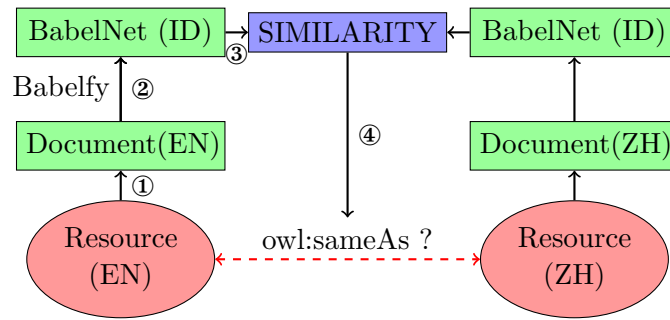 BabelNet (ID)
③
SIMILARITY
BabelNet (ID)
Babelfy
②
④
Document(EN)
Document(ZH)
①
Resource
(EN)
owl:sameAs ?
Resource
(ZH)